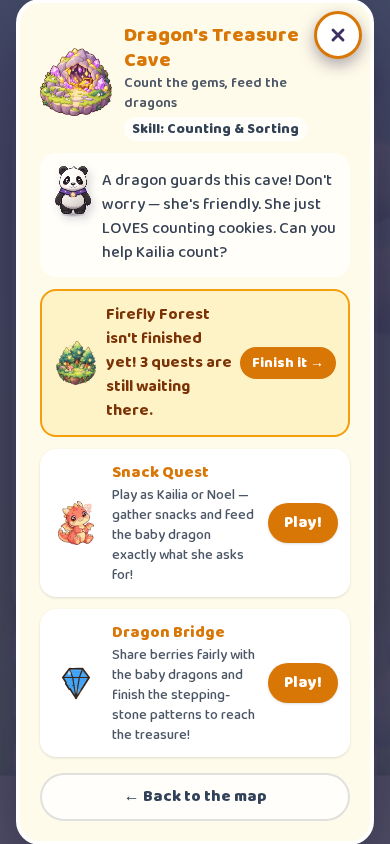 Dragon's Treasure
Cave
Count the gems, feed the
dragons
Skill: Counting & Sorting
A dragon guards this cave! Don't
worry — she's friendly. She just
LOVES counting cookies. Can you
help Kailia count?
Firefly Forest
isn't finished
yet! 3 quests are
still waiting
there.
Finish it →
Snack Quest
Play as Kailia or Noel —
gather snacks and feed
the baby dragon
exactly what she asks
for!
Play!
Dragon Bridge
Share berries fairly with
the baby dragons and
finish the stepping-
stone patterns to reach
the treasure!
Play!
← Back to the map